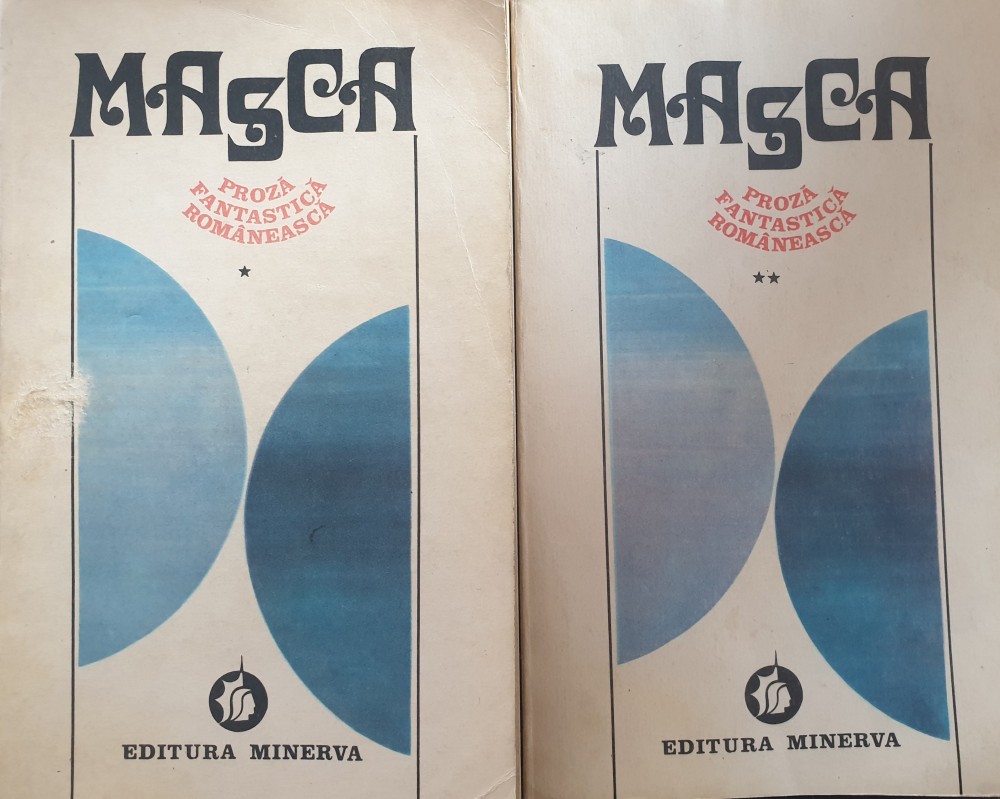 MASCA
PROZĂ
FANTASTICĂ
ROMÂNEASCĂ
*
EDITURA MINERVA
MASCA
PROZĂ
FANTASTICĂ
ROMÂNEASCĂ
**
EDITURA MINERVA